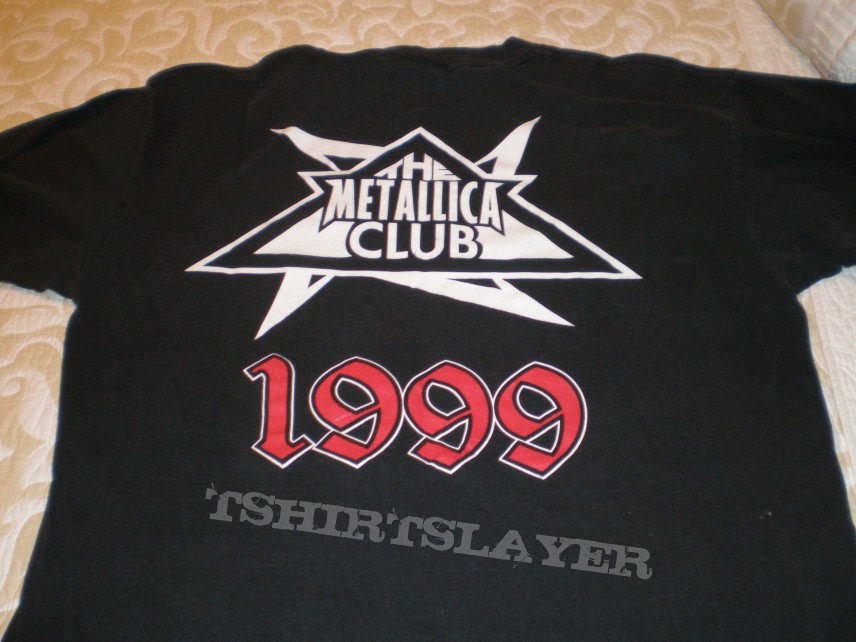 THE
METALLICA
CLUB
1999
TSHIRTSLAYER